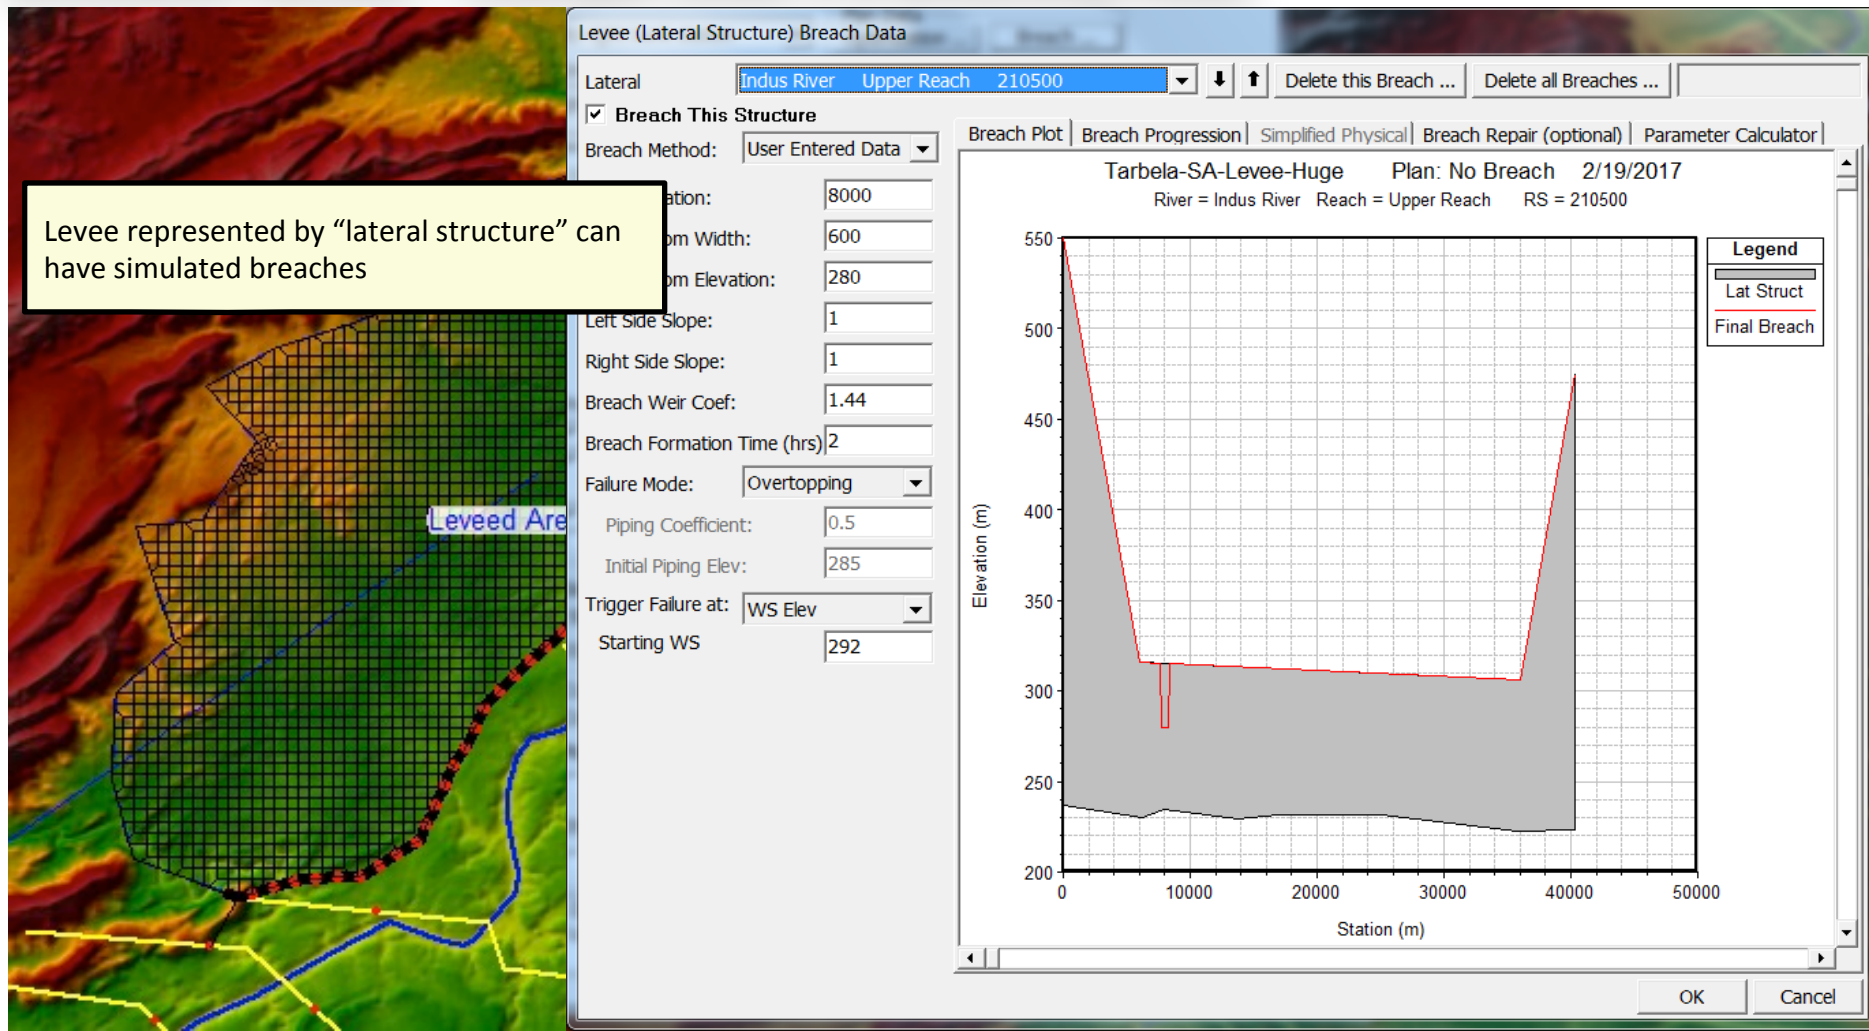 Levee (Lateral Structure) Breach Data
Lateral
Indus River Upper Reach 210500
Delete this Breach ...
Delete all Breaches ...
Breach This Structure
Breach Method:
User Entered Data
8000
600
om Width:
280
om Elevation:
Left Side Slope:
1
Right Side Slope:
1
Breach Weir Coef:
1.44
Breach Formation Time (hrs)
2
Failure Mode:
Overtopping
Piping Coefficient:
0.5
Initial Piping Elev:
285
Trigger Failure at:
WS Elev
Starting WS
292
Levee represented by “lateral structure” can
have simulated breaches
Leveed Are
Breach Plot
Breach Progression
Simplified Physical
Breach Repair (optional)
Parameter Calculator
Tarbela-SA-Levee-Huge Plan: No Breach 2/19/2017
River = Indus River Reach = Upper Reach RS = 210500
Legend
Lat Struct
Final Breach
Elevation (m)
550
500
450
400
350
300
250
200
0
10000
20000
30000
40000
50000
Station (m)
OK
Cancel